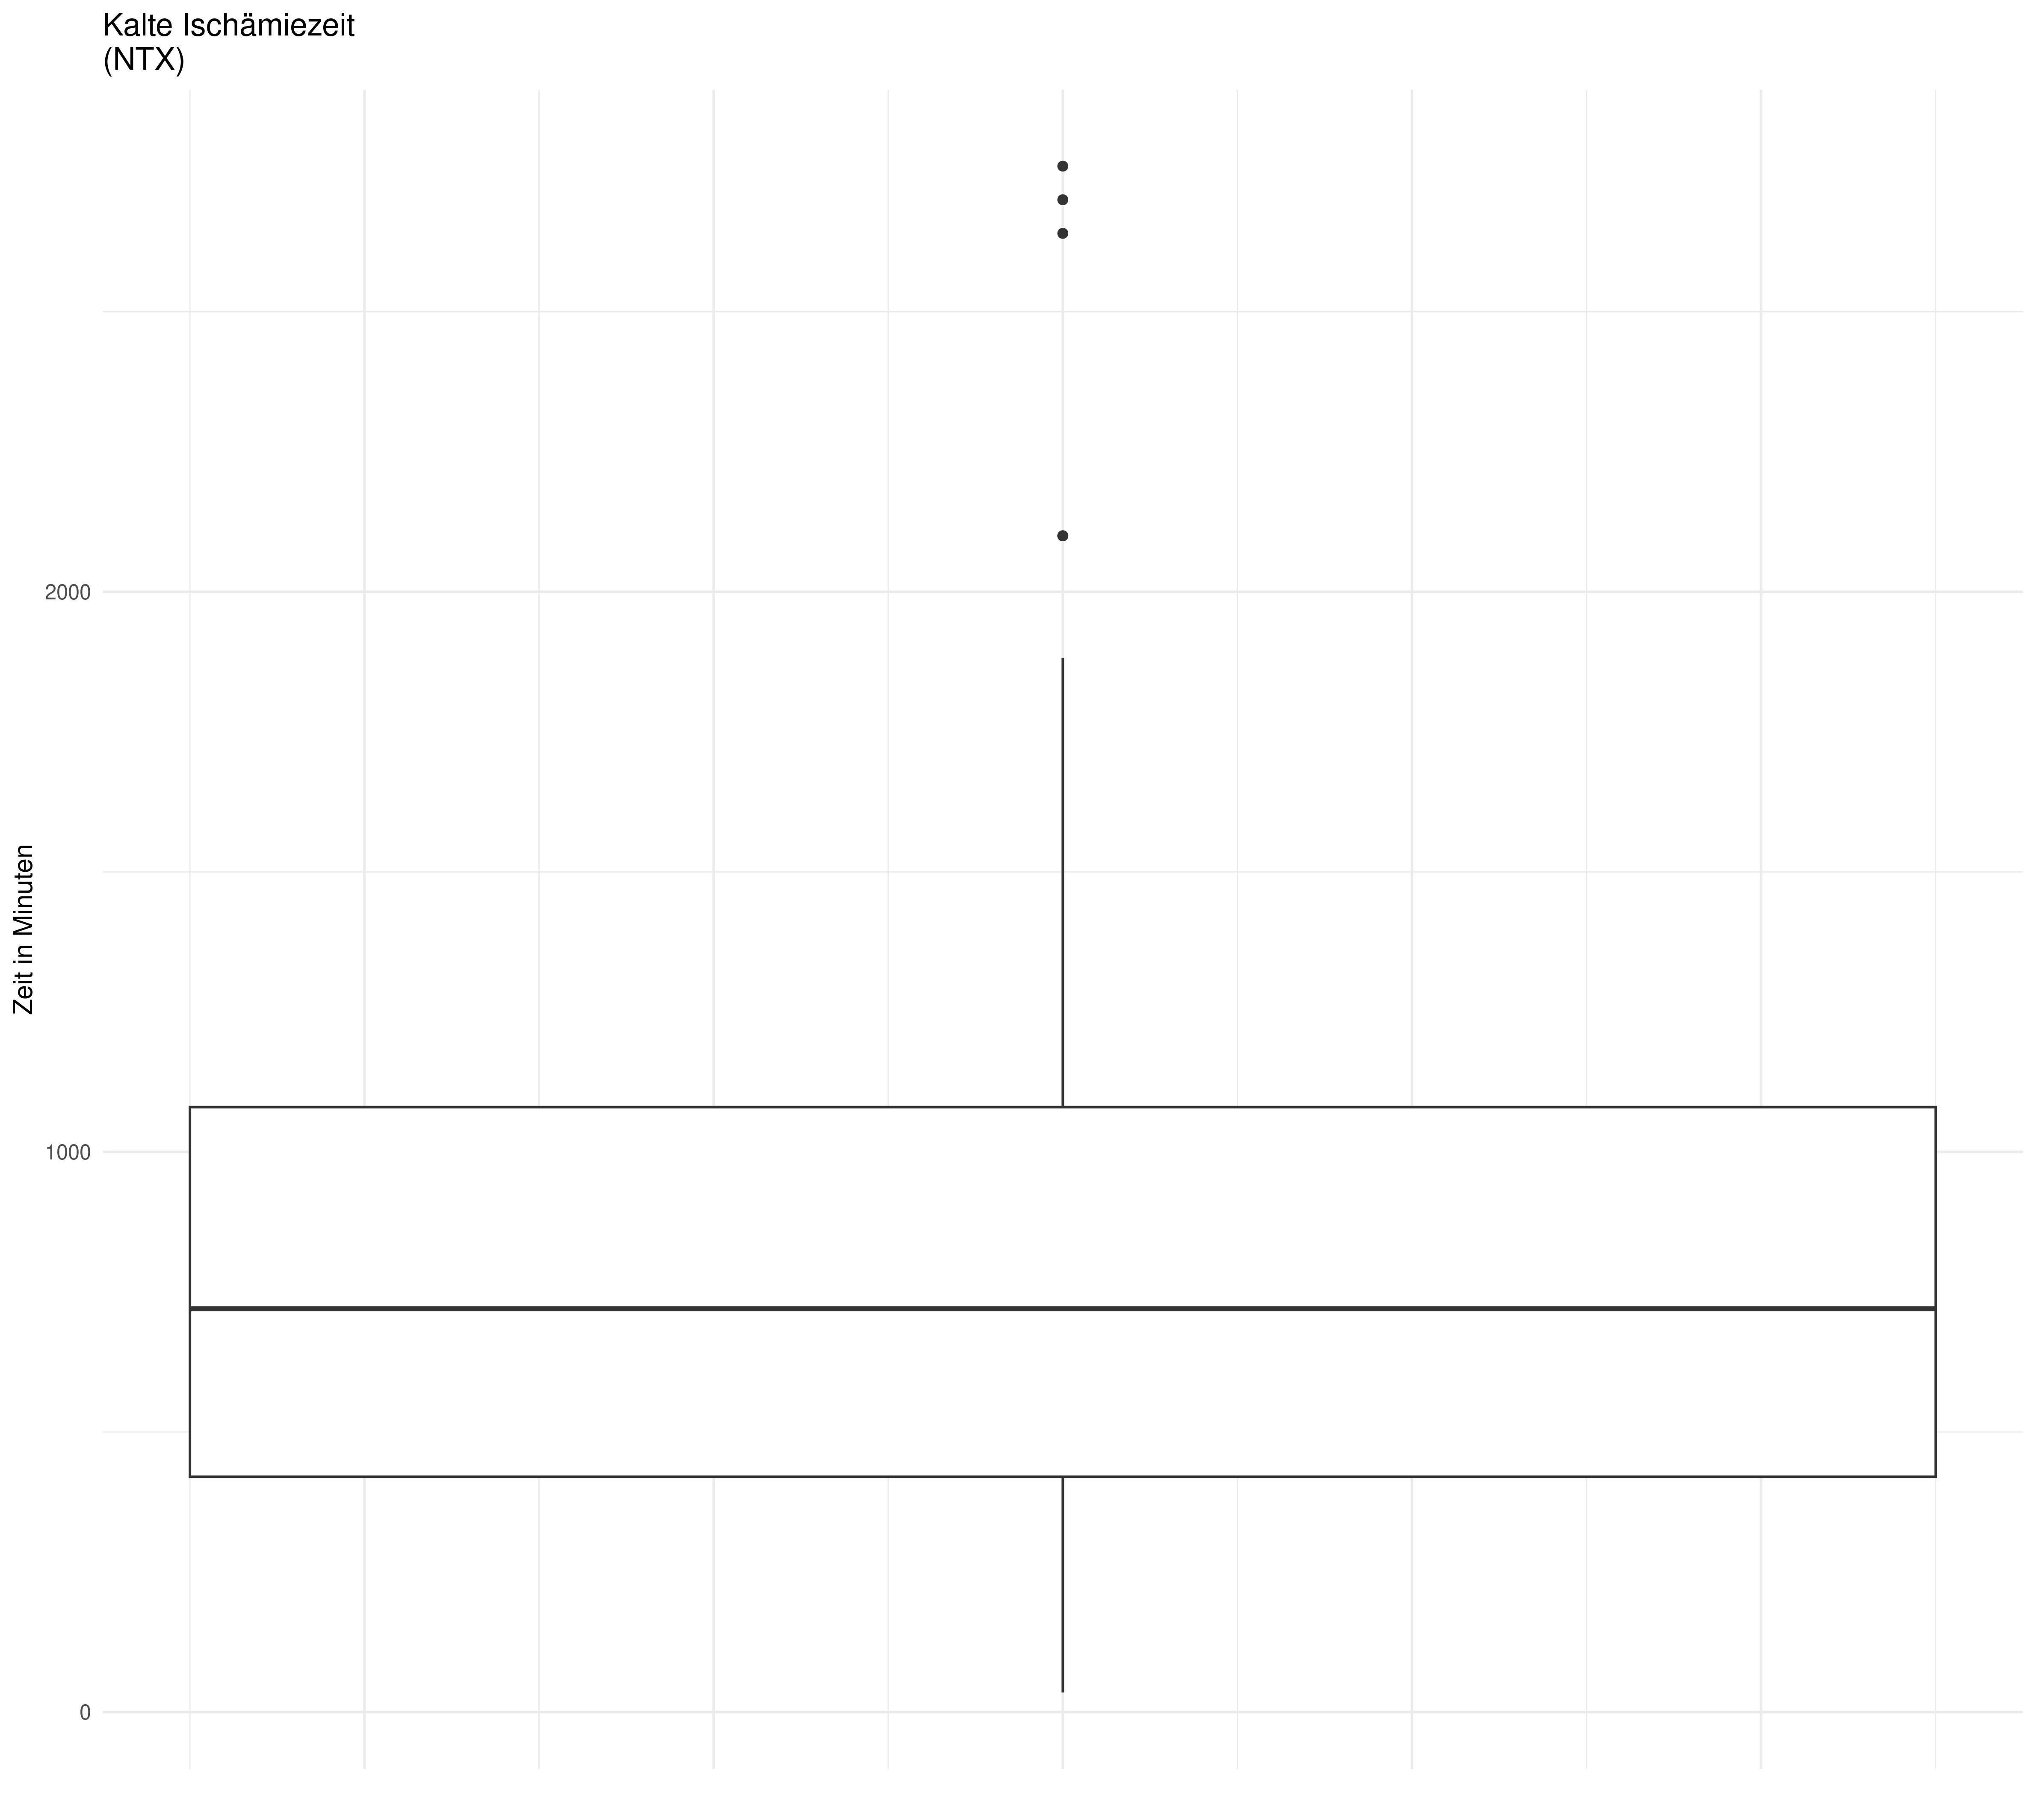 Kalte Ischämiezeit
(NTX)
Zeit in Minuten
2000
1000
0